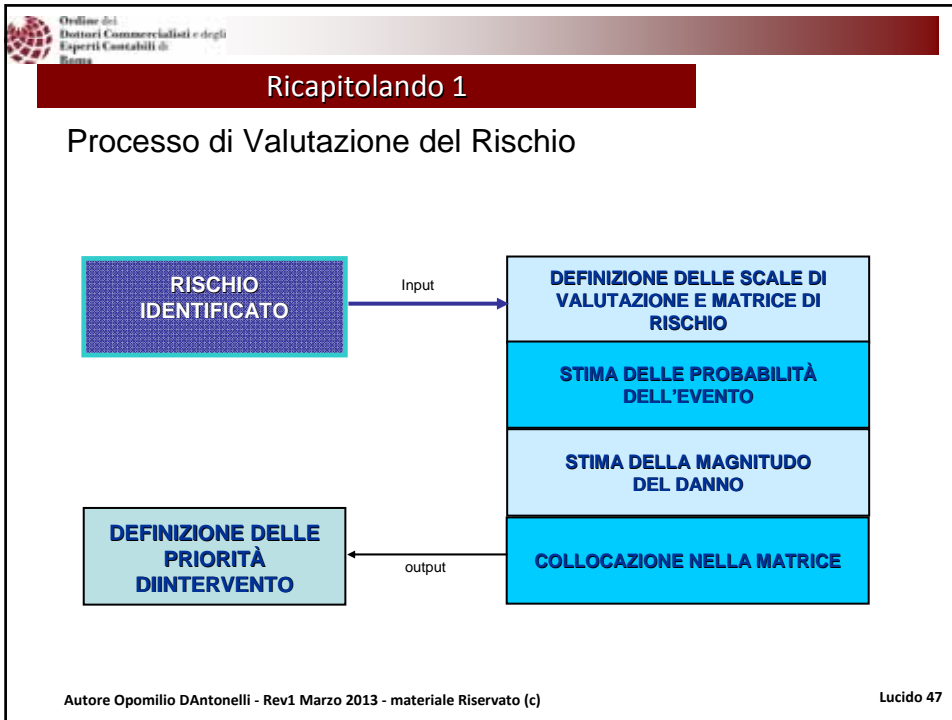 Ordine dei
Dottori Commercialisti e degli
Esperti Contabili di
Roma
Ricapitolando 1
Processo di Valutazione del Rischio
RISCHIO
IDENTIFICATO
Input
DEFINIZIONE DELLE SCALE DI
VALUTAZIONE E MATRICE DI
RISCHIO
STIMA DELLE PROBABILITÀ
DELL'EVENTO
STIMA DELLA MAGNITUDO
DEL DANNO
COLLOCAZIONE NELLA MATRICE
output
DEFINIZIONE DELLE
PRIORITÀ
DIINTERVENTO
Autore Opomilio DAntonelli - Rev1 Marzo 2013 - materiale Riservato (c)
Lucido 47